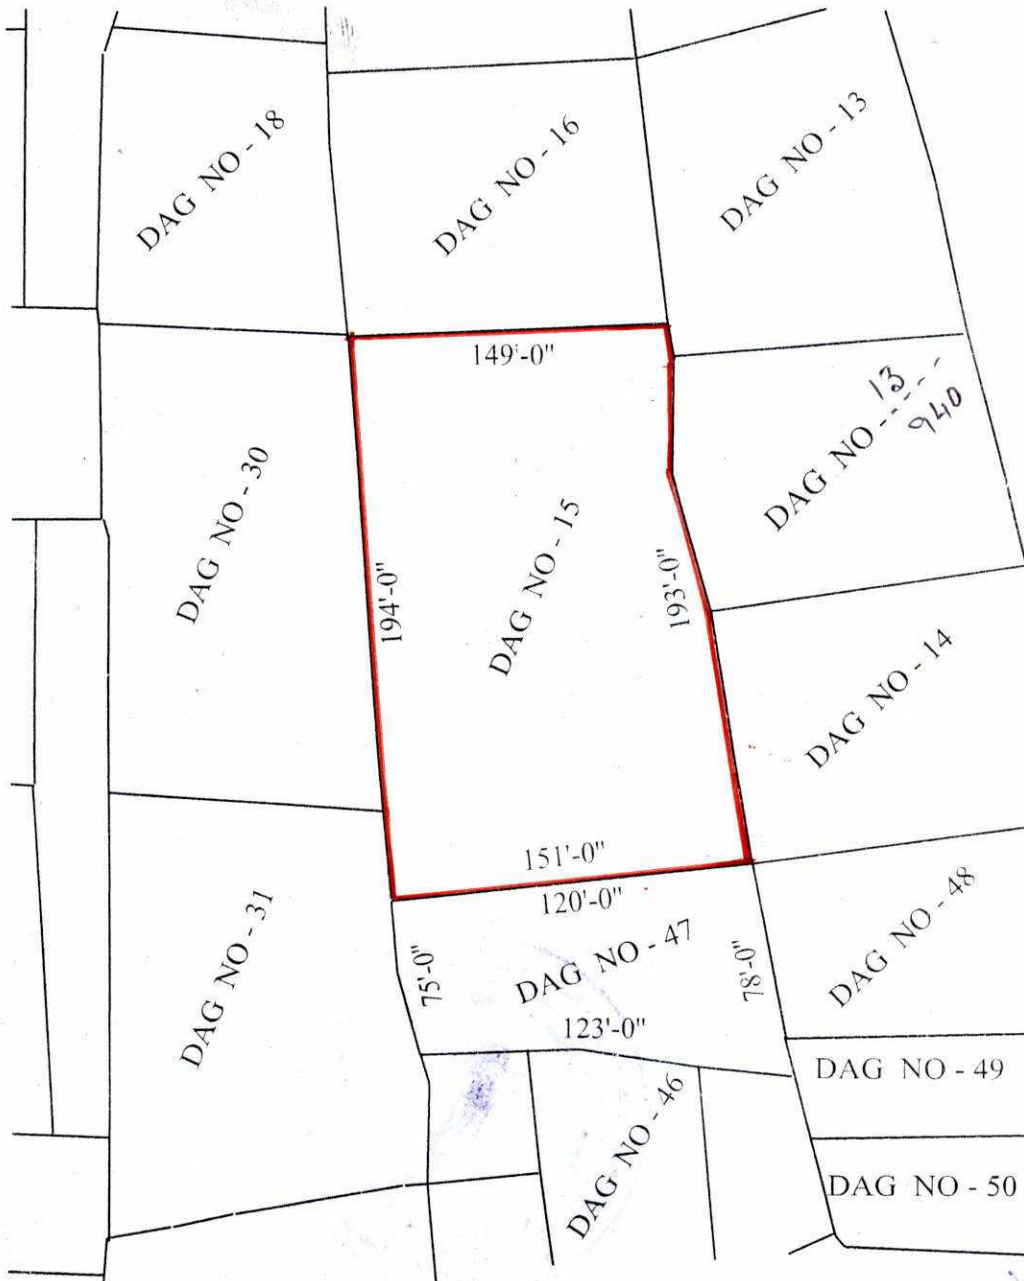 DAG NO - 18
DAG NO - 16
DAG NO - 13
149'-0"
DAG NO - 13
940
DAG NO - 30
DAG NO - 15
194'-0"
193'-0"
DAG NO - 14
151'-0"
120'-0"
DAG NO - 31
75'-0"
DAG NO - 47
78'-0"
DAG NO - 48
123'-0"
DAG NO - 49
DAG NO - 46
DAG NO - 50